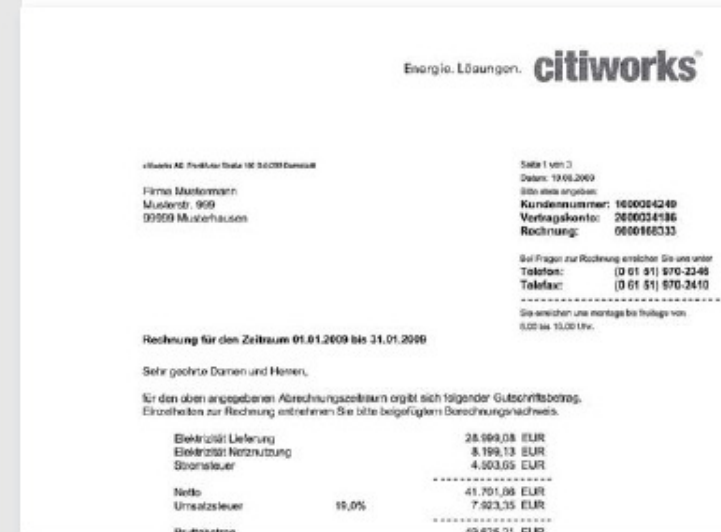 Energie. Lösungen. citiworks
Seite 1 von 3
Firma Mustermann
Datum: 10.06.2009
Musterstr. 999
Bitte stets angeben:
99999 Musterhausen
Kundennummer: 1000004249
Vertragskonto: 2000034186
Rechnung: 6000168333
Bei Fragen zur Rechnung erreichen Sie uns unter
Telefon: (0 61 51) 970-2346
Telefax: (0 61 51) 970-2410
Sie erreichen uns montags bis freitags von
8.00 bis 18.00 Uhr.
Rechnung für den Zeitraum 01.01.2009 bis 31.01.2009
Sehr geehrte Damen und Herren,
für den oben angegebenen Abrechnungszeitraum ergibt sich folgender Gutschriftsbetrag.
Einzelheiten zur Rechnung entnehmen Sie bitte beigefügtem Berechnungsnachweis.
Elektrizität Lieferung 28.999,08 EUR
Elektrizität Netznutzung 8.199,13 EUR
Stromsteuer 4.503,65 EUR
Netto 41.701,86 EUR
Umsatzsteuer 19,0% 7.923,35 EUR